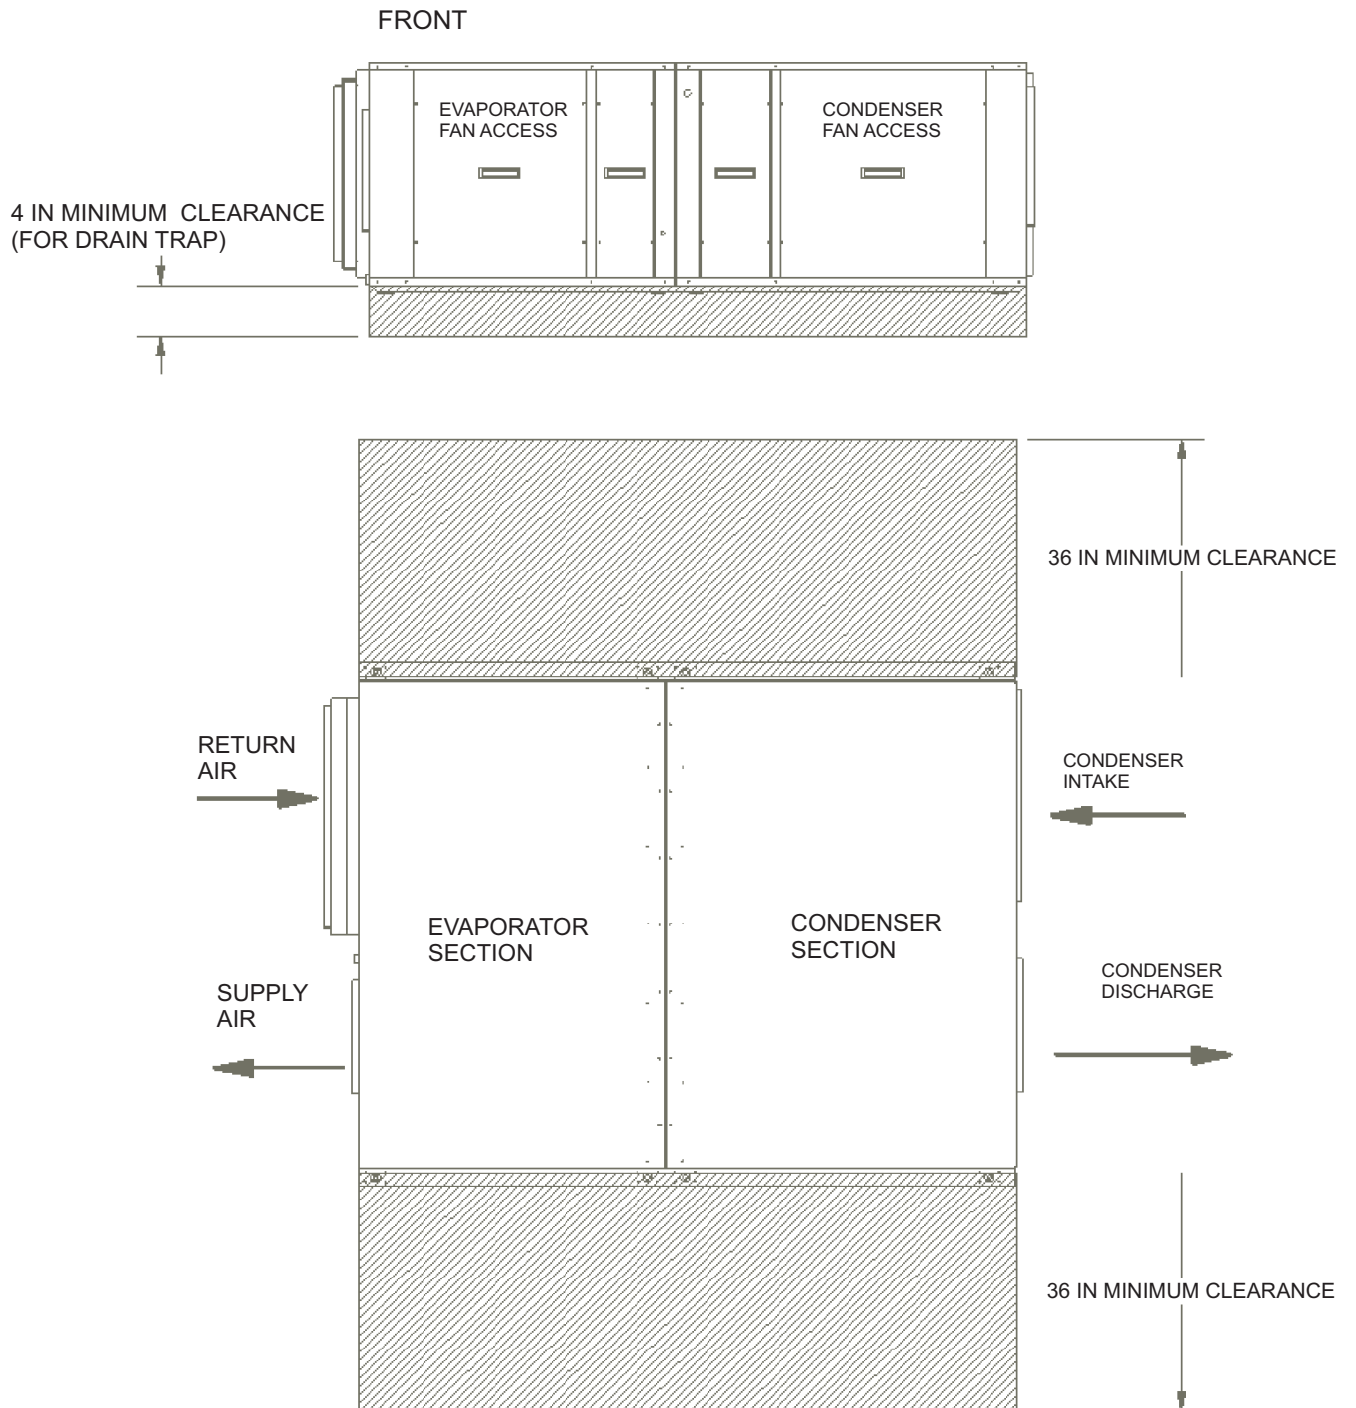 FRONT
EVAPORATOR
FAN ACCESS
CONDENSER
FAN ACCESS
4 IN MINIMUM CLEARANCE
(FOR DRAIN TRAP)
36 IN MINIMUM CLEARANCE
RETURN
AIR
CONDENSER
INTAKE
EVAPORATOR
SECTION
CONDENSER
SECTION
SUPPLY
AIR
CONDENSER
DISCHARGE
36 IN MINIMUM CLEARANCE